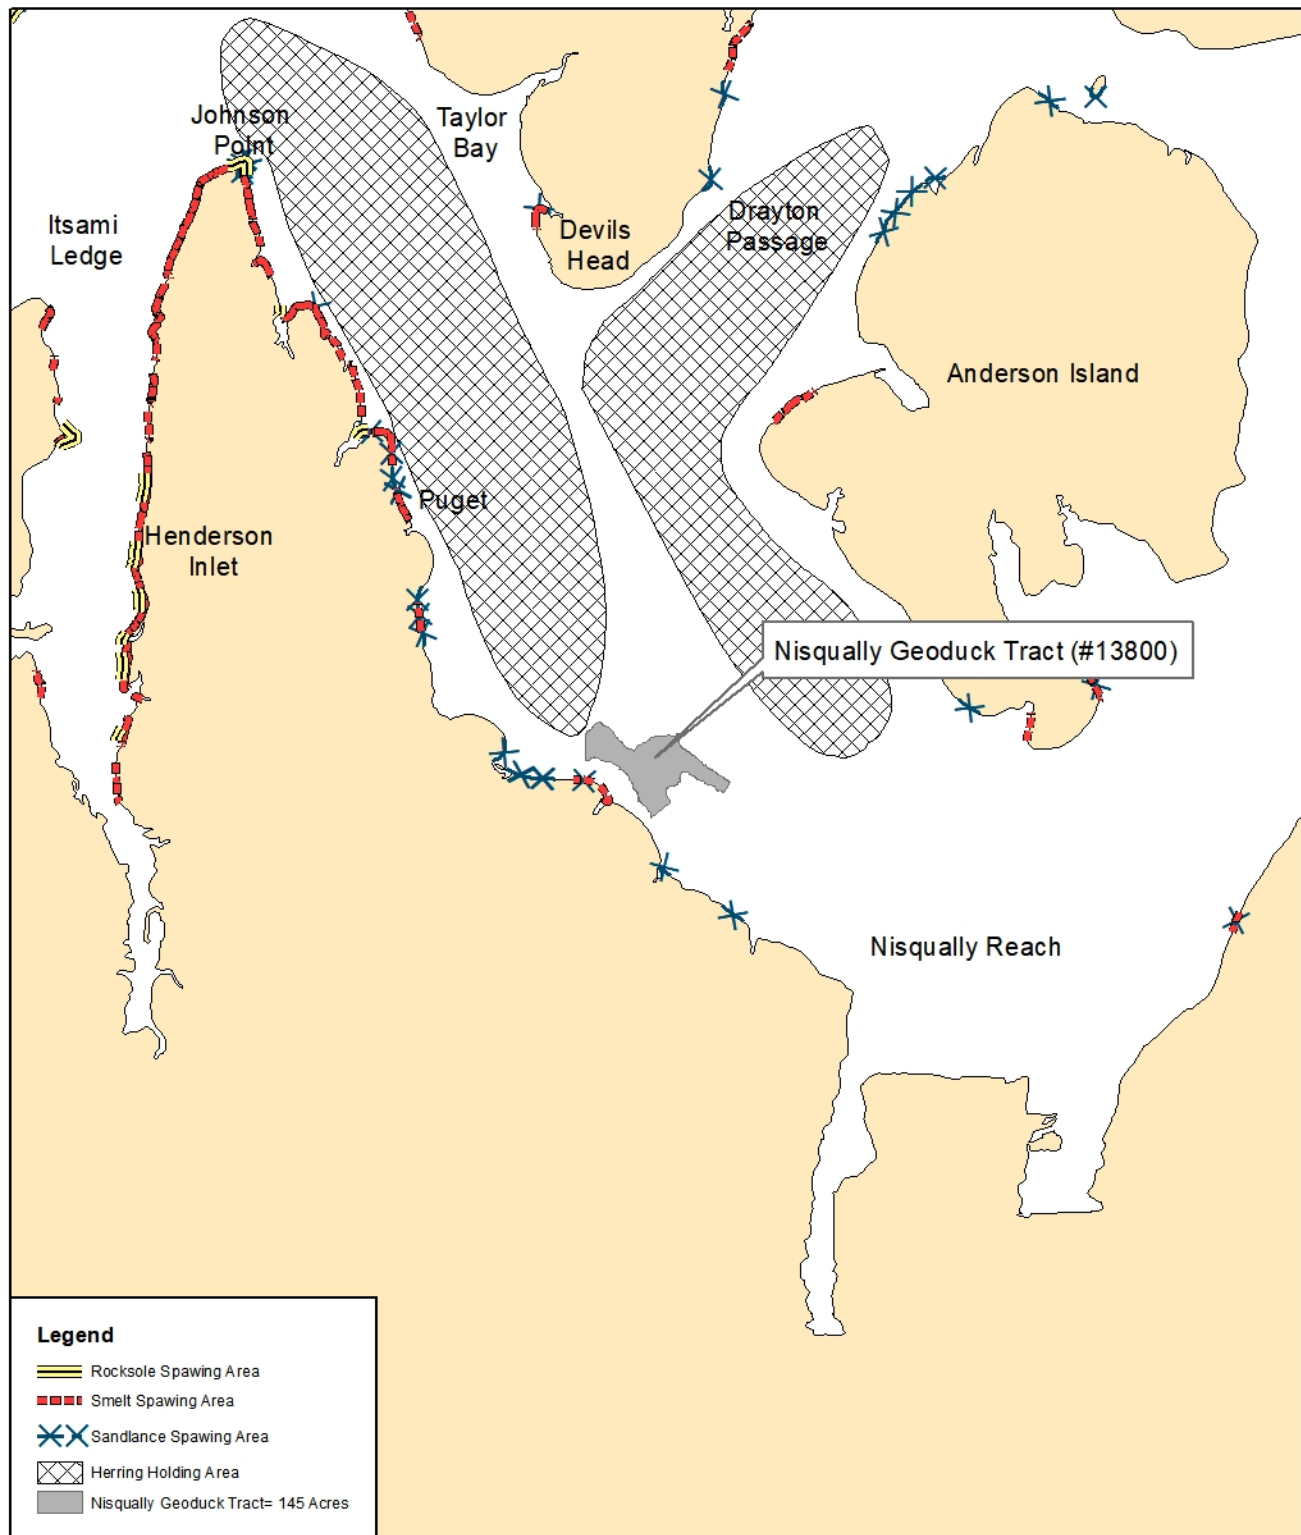 Johnson
Point
Taylor
Bay
Itsami
Ledge
Devils
Head
Drayton
Passage
Anderson Island
Puget
Henderson
Inlet
Nisqually Geoduck Tract (#13800)
Nisqually Reach
Legend
Rocksole Spawing Area
Smelt Spawing Area
Sandlance Spawing Area
Herring Holding Area
Nisqually Geoduck Tract= 145 Acres